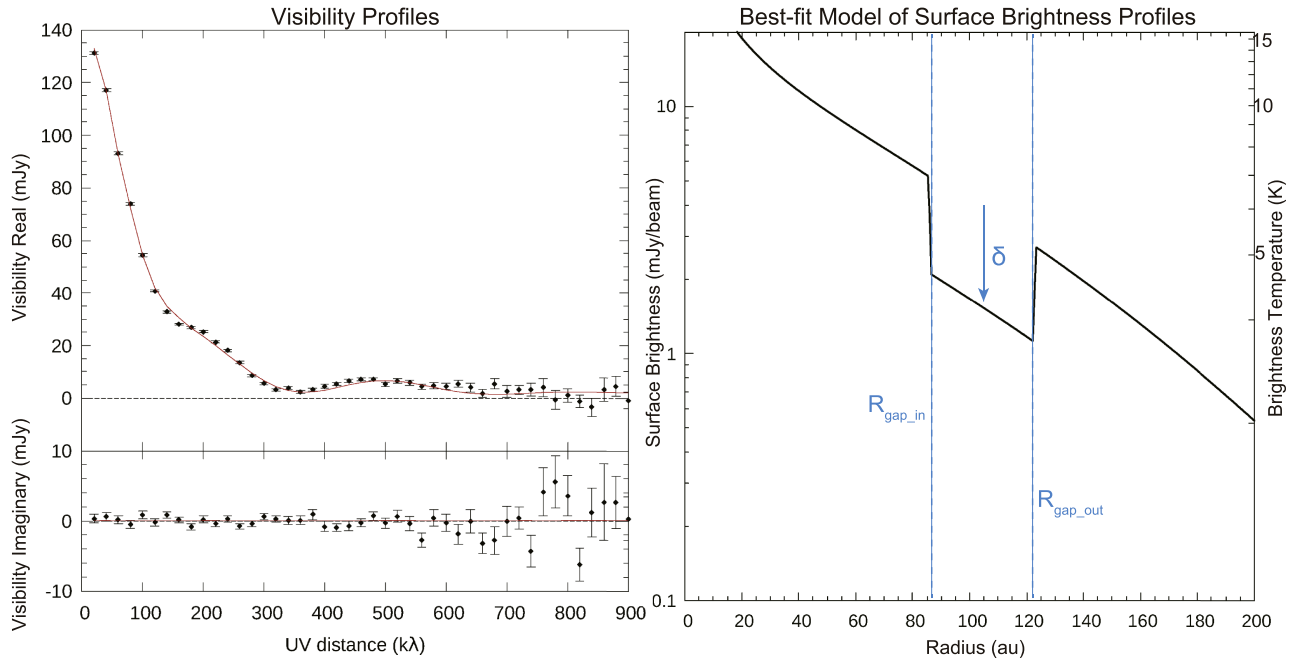 Visibility Profiles
140
120
100
80
60
40
20
0
Visibility Real (mJy)
10
0
-10
Visibility Imaginary (mJy)
0 100 200 300 400 500 600 700 800 900
UV distance (kλ)
Best-fit Model of Surface Brightness Profiles
10
1
0.1
Surface Brightness (mJy/beam)
15
10
5
Brightness Temperature (K)
δ
R_gap_in
R_gap_out
0 20 40 60 80 100 120 140 160 180 200
Radius (au)